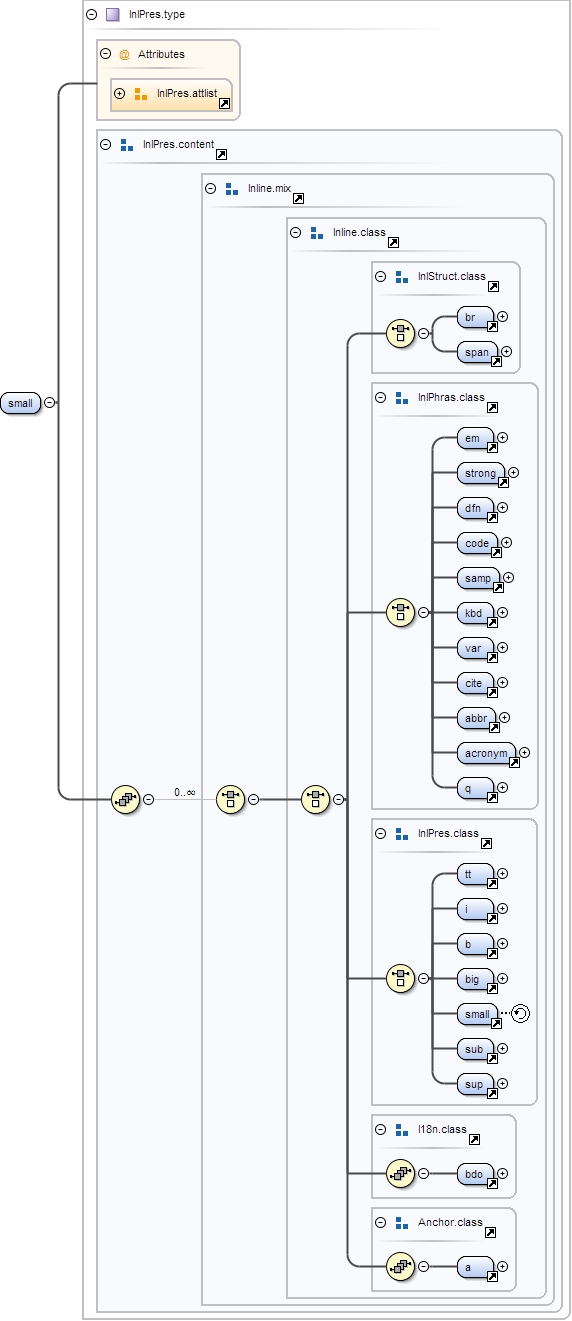 InlPres.type
@ Attributes
InlPres.attlist
InlPres.content
Inline.mix
Inline.class
InlStruct.class
br
span
InlPhras.class
small
em
strong
dfn
code
samp
kbd
var
cite
abbr
acronym
q
0..∞
InlPres.class
tt
i
b
big
small
sub
sup
I18n.class
bdo
Anchor.class
a